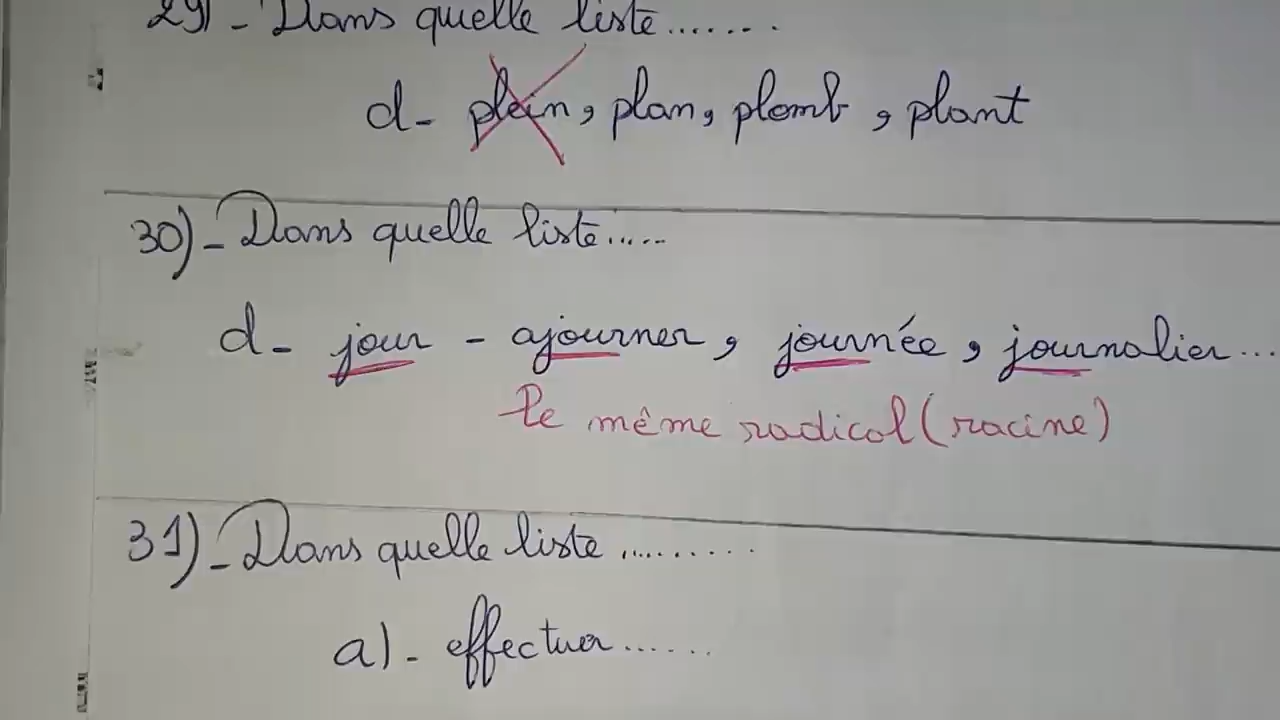 29) - Dans quelle liste.......
d - plein, plan, plomb, plant
30) - Dans quelle liste.....
d - jour - ajourner, journée, journalier...
le même radical (racine)
31) - Dans quelle liste..........
a) - effectuer......